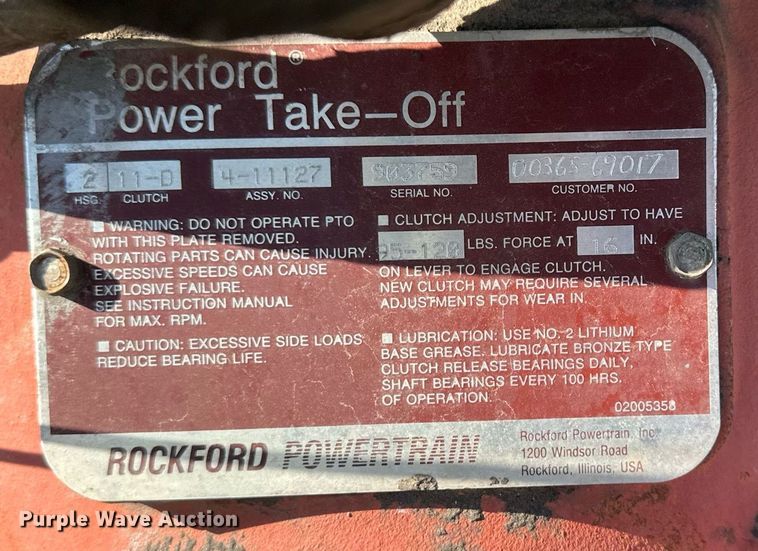 Rockford®
Power Take-Off
2 11-D 4-11127 00365-69017
HSG. CLUTCH ASSY. NO. SERIAL NO. CUSTOMER NO.
WARNING: DO NOT OPERATE PTO
WITH THIS PLATE REMOVED.
ROTATING PARTS CAN CAUSE INJURY.
EXCESSIVE SPEEDS CAN CAUSE
EXPLOSIVE FAILURE.
SEE INSTRUCTION MANUAL
FOR MAX. RPM.
CAUTION: EXCESSIVE SIDE LOADS
REDUCE BEARING LIFE.
CLUTCH ADJUSTMENT: ADJUST TO HAVE
95-120 LBS. FORCE AT 16 IN.
ON LEVER TO ENGAGE CLUTCH.
NEW CLUTCH MAY REQUIRE SEVERAL
ADJUSTMENTS FOR WEAR IN.
LUBRICATION: USE NO. 2 LITHIUM
BASE GREASE. LUBRICATE BRONZE TYPE
CLUTCH RELEASE BEARINGS DAILY,
SHAFT BEARINGS EVERY 100 HRS.
OF OPERATION.
02005358
ROCKFORD POWERTRAIN
Rockford Powertrain, Inc.
1200 Windsor Road
Rockford, Illinois, USA
Purple Wave Auction